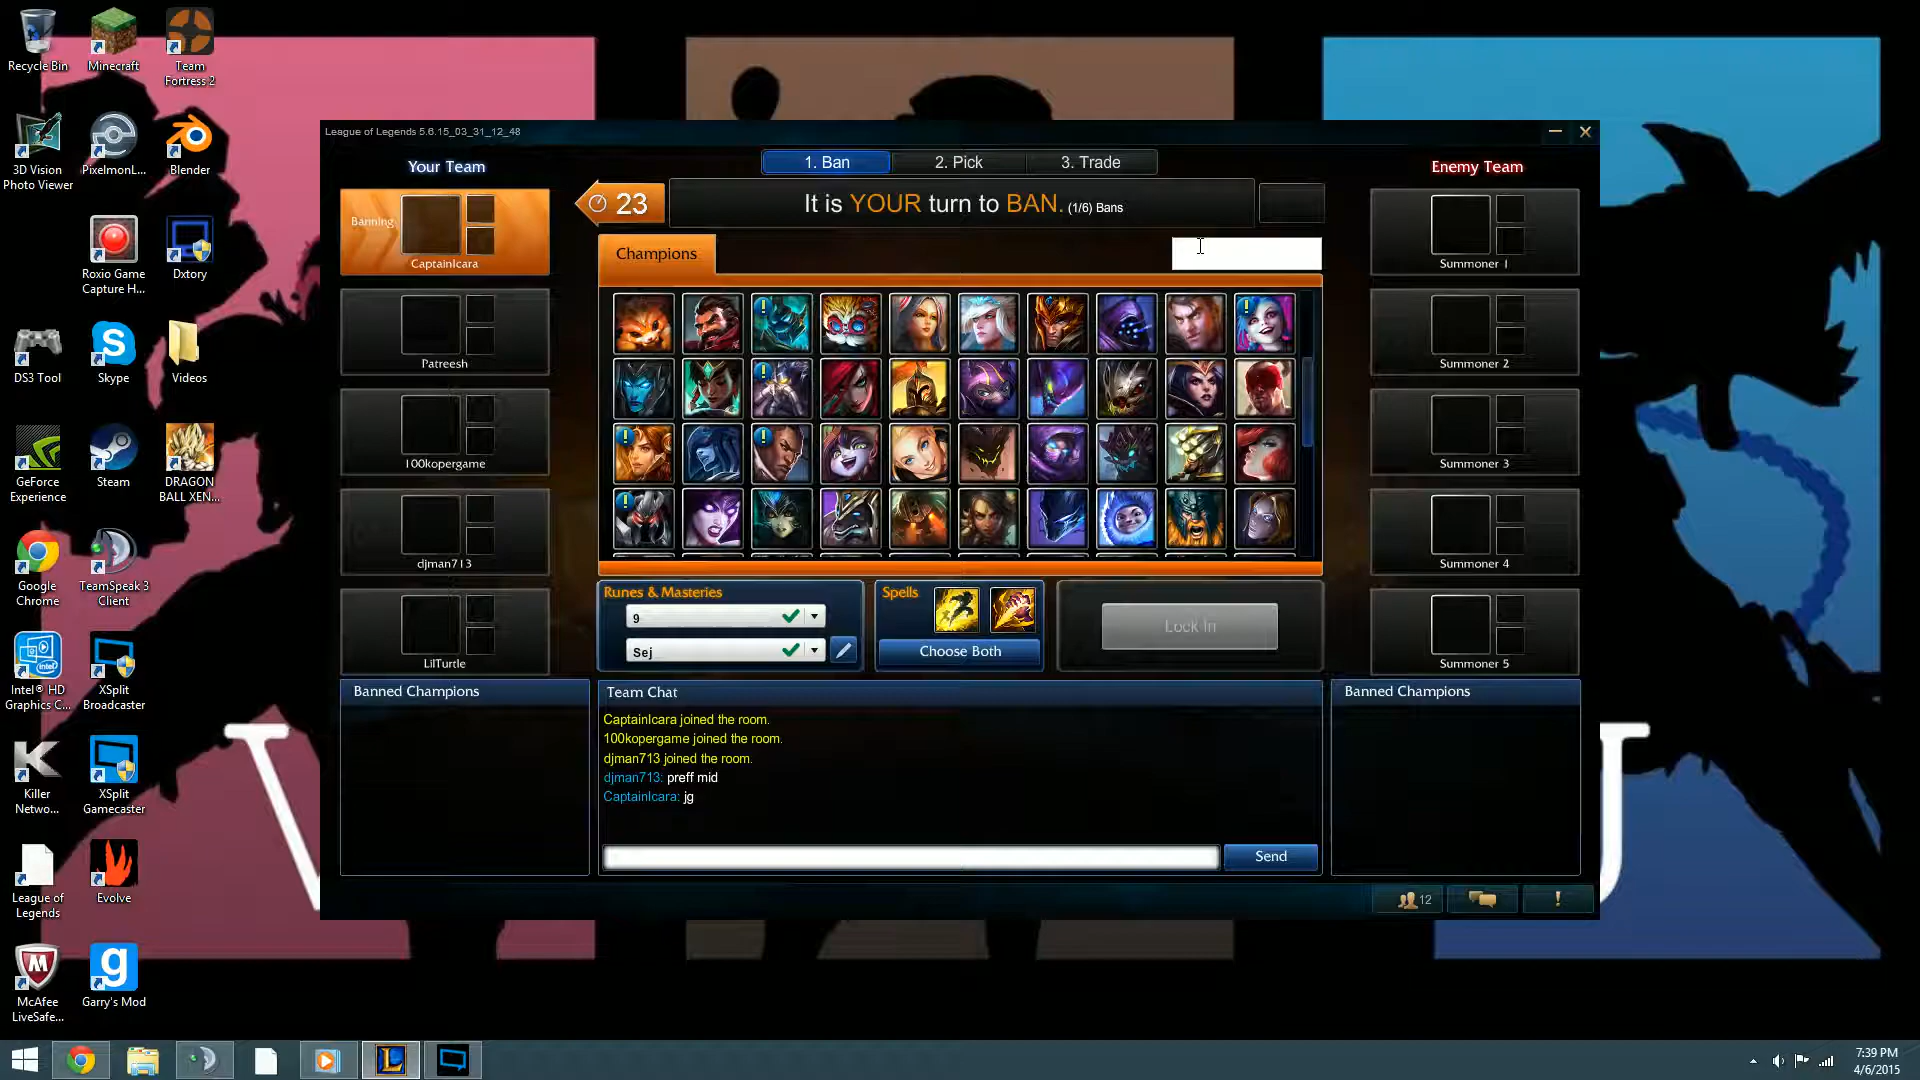 Recycle Bin
Minecraft
Team
Fortress 2
3D Vision
Photo Viewer
PixelmonL...
Blender
Roxio Game
Capture H...
Dxtory
DS3 Tool
Skype
Videos
GeForce
Experience
Steam
DRAGON
BALL XEN...
Google
Chrome
TeamSpeak 3
Client
Intel® HD
Graphics C...
XSplit
Broadcaster
Killer
Netwo...
XSplit
Gamecaster
League of
Legends
Evolve
McAfee
LiveSafe...
Garry's Mod
League of Legends 5.6.15_03_31_12_48
Your Team
1. Ban
2. Pick
3. Trade
Enemy Team
23
It is YOUR turn to BAN. (1/6) Bans
Banning
CaptainIcara
Patreesh
100kopergame
djman713
LilTurtle
Champions
Summoner 1
Summoner 2
Summoner 3
Summoner 4
Summoner 5
Runes & Masteries
9
Sej
Spells
Choose Both
Lock In
Banned Champions
Team Chat
CaptainIcara joined the room.
100kopergame joined the room.
djman713 joined the room.
djman713: preff mid
CaptainIcara: jg
Send
Banned Champions
12
7:39 PM
4/6/2015